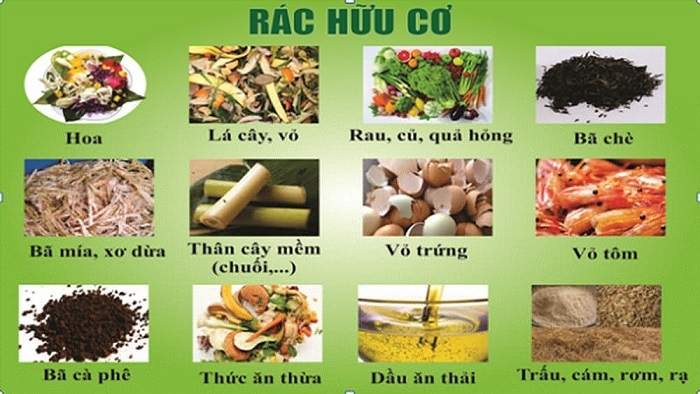 RÁC HỮU CƠ
Hoa
Lá cây, vỏ
Rau, củ, quả hỏng
Bã chè
Bã mía, xơ dừa
Thân cây mềm
(chuối,...)
Vỏ trứng
Vỏ tôm
Bã cà phê
Thức ăn thừa
Dầu ăn thải
Trấu, cám, rơm, rạ